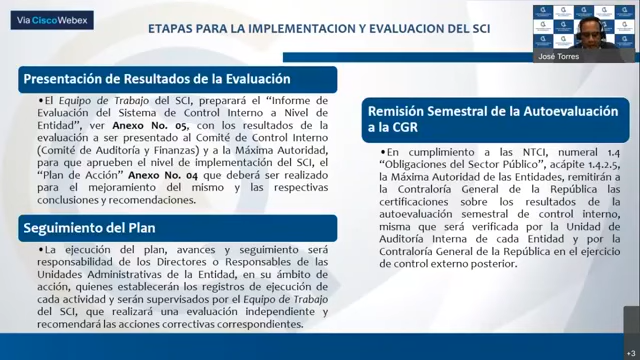 Vía CiscoWebex
ETAPAS PARA LA IMPLEMENTACION Y EVALUACION DEL SCI
José Torres
Presentación de Resultados de la Evaluación
•El Equipo de Trabajo del SCI, preparará el “Informe de
Evaluación del Sistema de Control Interno a Nivel de
Entidad”, ver Anexo No. 05, con los resultados de la
evaluación a ser presentado al Comité de Control Interno
(Comité de Auditoría y Finanzas) y a la Máxima Autoridad,
para que aprueben el nivel de implementación del SCI, el
“Plan de Acción” Anexo No. 04 que deberá ser realizado
para el mejoramiento del mismo y las respectivas
conclusiones y recomendaciones.
Seguimiento del Plan
•La ejecución del plan, avances y seguimiento será
responsabilidad de los Directores o Responsables de las
Unidades Administrativas de la Entidad, en su ámbito de
acción, quienes establecerán los registros de ejecución de
cada actividad y serán supervisados por el Equipo de Trabajo
del SCI, que realizará una evaluación independiente y
recomendará las acciones correctivas correspondientes.
Remisión Semestral de la Autoevaluación
a la CGR
•En cumplimiento a las NTCI, numeral 1.4
“Obligaciones del Sector Público”, acápite 1.4.2.5,
la Máxima Autoridad de las Entidades, remitirán a
la Contraloría General de la República las
certificaciones sobre los resultados de la
autoevaluación semestral de control interno,
misma que será verificada por la Unidad de
Auditoría Interna de cada Entidad y por la
Contraloría General de la República en el ejercicio
de control externo posterior.
+3